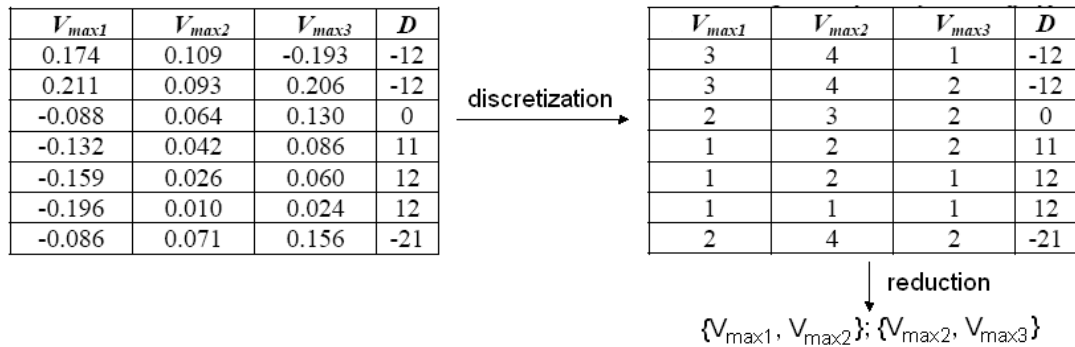 Vmax1 Vmax2 Vmax3 D
0.174 0.109 -0.193 -12
0.211 0.093 0.206 -12
-0.088 0.064 0.130 0
-0.132 0.042 0.086 11
-0.159 0.026 0.060 12
-0.196 0.010 0.024 12
-0.086 0.071 0.156 -21
discretization
Vmax1 Vmax2 Vmax3 D
3 4 1 -12
3 4 2 -12
2 3 2 0
1 2 2 11
1 2 1 12
1 1 1 12
2 4 2 -21
reduction
{Vmax1, Vmax2}; {Vmax2, Vmax3}